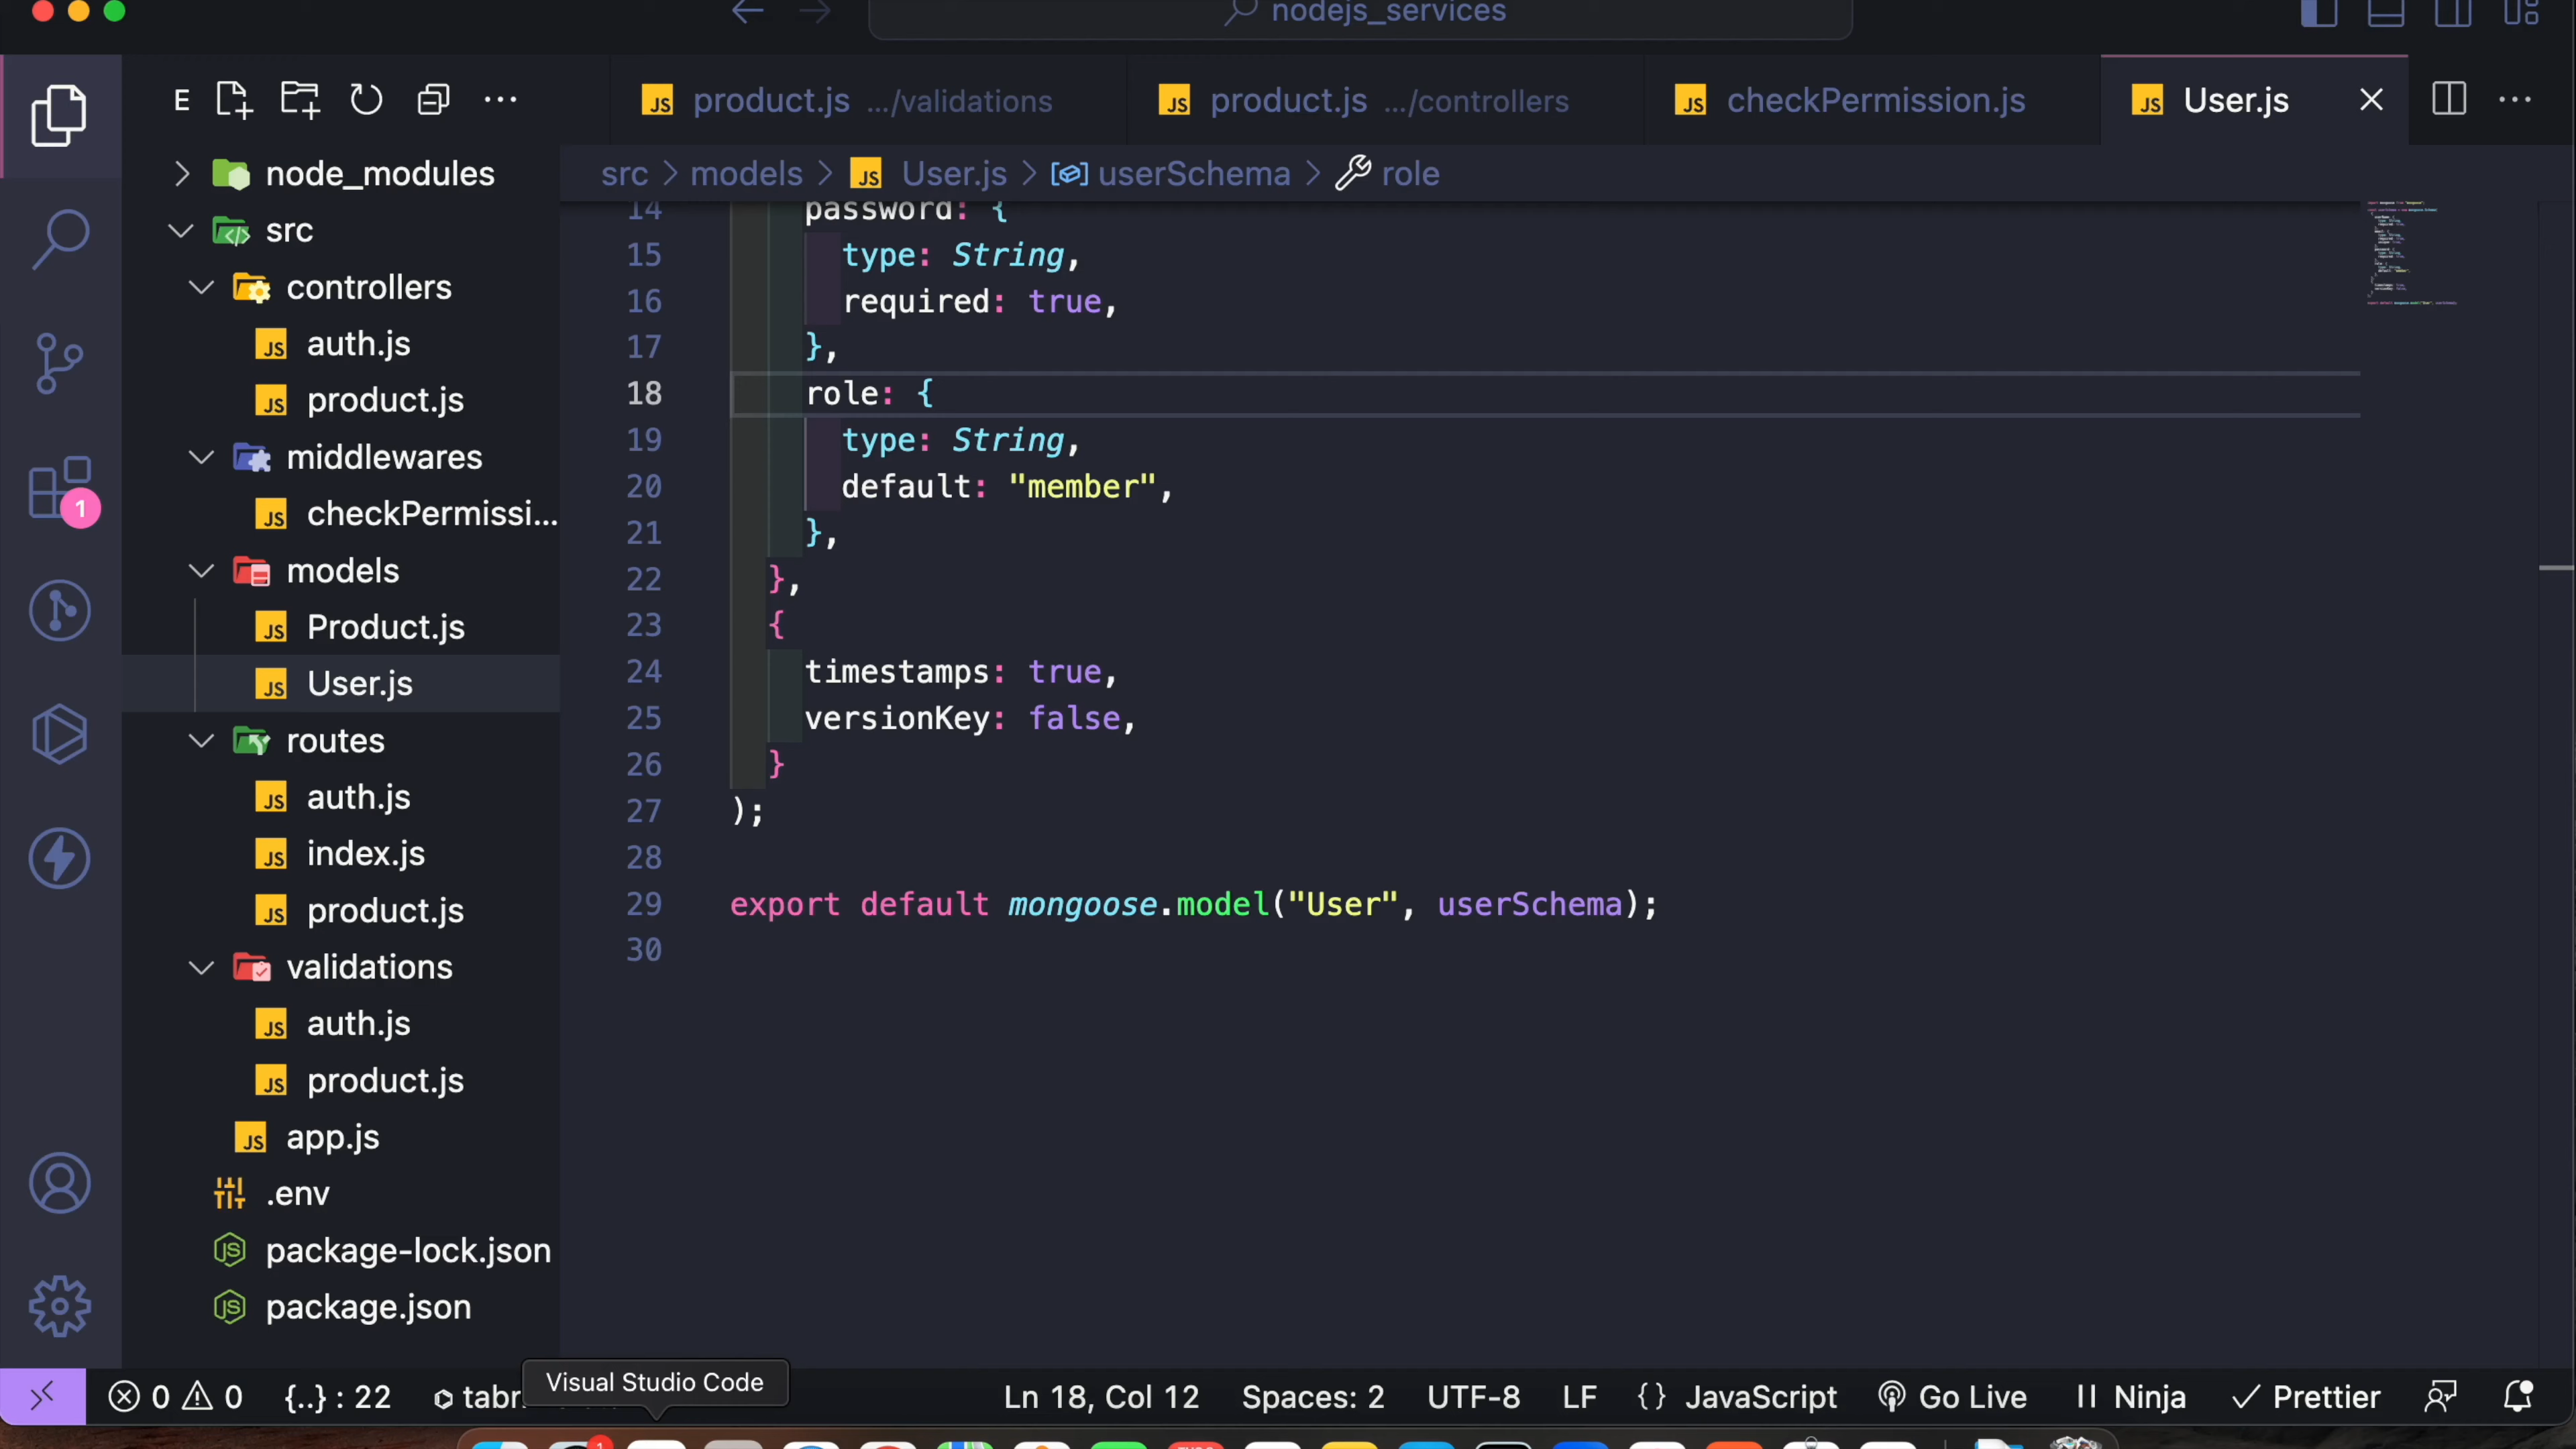 nodejs_services
E
product.js .../validations
product.js .../controllers
checkPermission.js
User.js
src > models > User.js > userSchema > role
node_modules
src
controllers
auth.js
product.js
middlewares
checkPermissi...
models
Product.js
User.js
routes
auth.js
index.js
product.js
validations
auth.js
product.js
app.js
.env
package-lock.json
package.json
1
14 password: {
15 type: String,
16 required: true,
17 },
18 role: {
19 type: String,
20 default: "member",
21 },
22 },
23 {
24 timestamps: true,
25 versionKey: false,
26 }
27 );
28
29 export default mongoose.model("User", userSchema);
30
Visual Studio Code
0 0 {..} : 22 Ln 18, Col 12 Spaces: 2 UTF-8 LF {} JavaScript Go Live Ninja Prettier